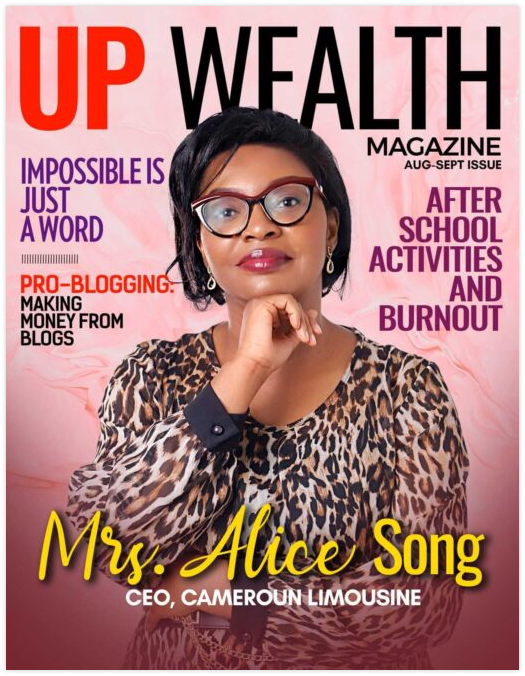 UP WEALTH
MAGAZINE
AUG-SEPT ISSUE
IMPOSSIBLE IS
JUST
A WORD
PRO-BLOGGING:
MAKING
MONEY FROM
BLOGS
AFTER
SCHOOL
ACTIVITIES
AND
BURNOUT
Mrs. Alice Song
CEO, CAMEROUN LIMOUSINE